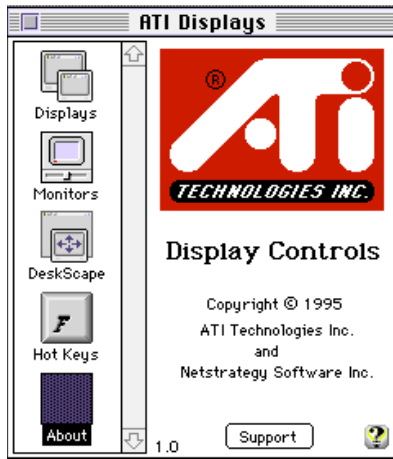 ATI Displays
Displays
Monitors
DeskScape
F
Hot Keys
About
®
ATi
TECHNOLOGIES INC.
Display Controls
Copyright © 1995
ATI Technologies Inc.
and
Netstrategy Software Inc.
1.0
Support
?